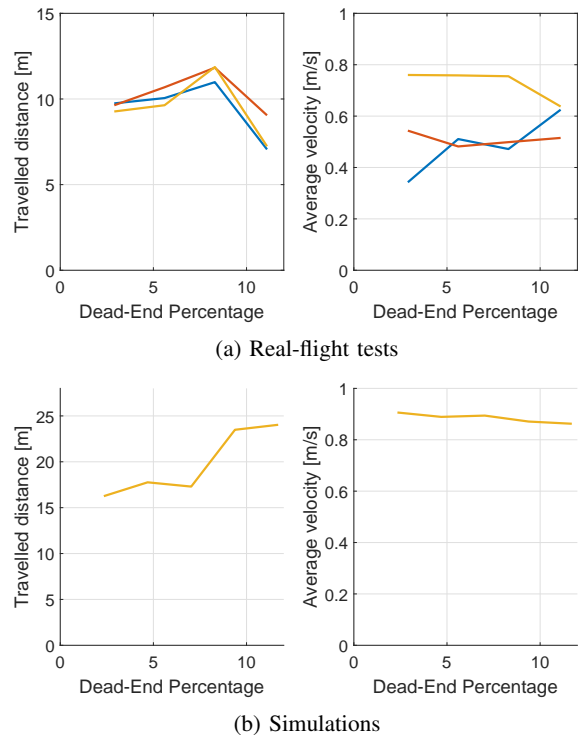 15
10
5
0
0 5 10
Travelled distance [m]
Dead-End Percentage
1
0.8
0.6
0.4
0.2
0
0 5 10
Average velocity [m/s]
Dead-End Percentage
(a) Real-flight tests
25
20
15
10
5
0
0 5 10
Travelled distance [m]
Dead-End Percentage
1
0.8
0.6
0.4
0.2
0
0 5 10
Average velocity [m/s]
Dead-End Percentage
(b) Simulations